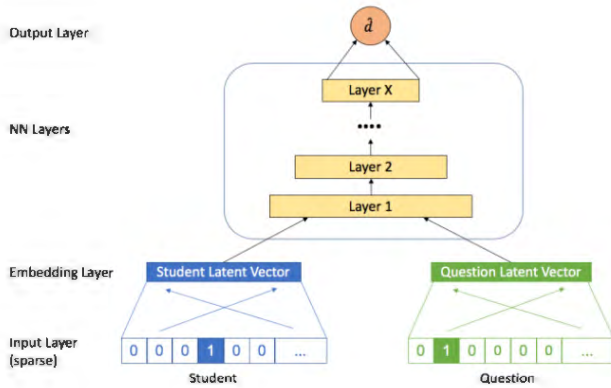 Output Layer
d̂
NN Layers
Layer X
••••
Layer 2
Layer 1
Embedding Layer
Student Latent Vector
Question Latent Vector
Input Layer
(sparse)
0 0 0 1 0 0 ...
0 1 0 0 0 0 ...
Student
Question